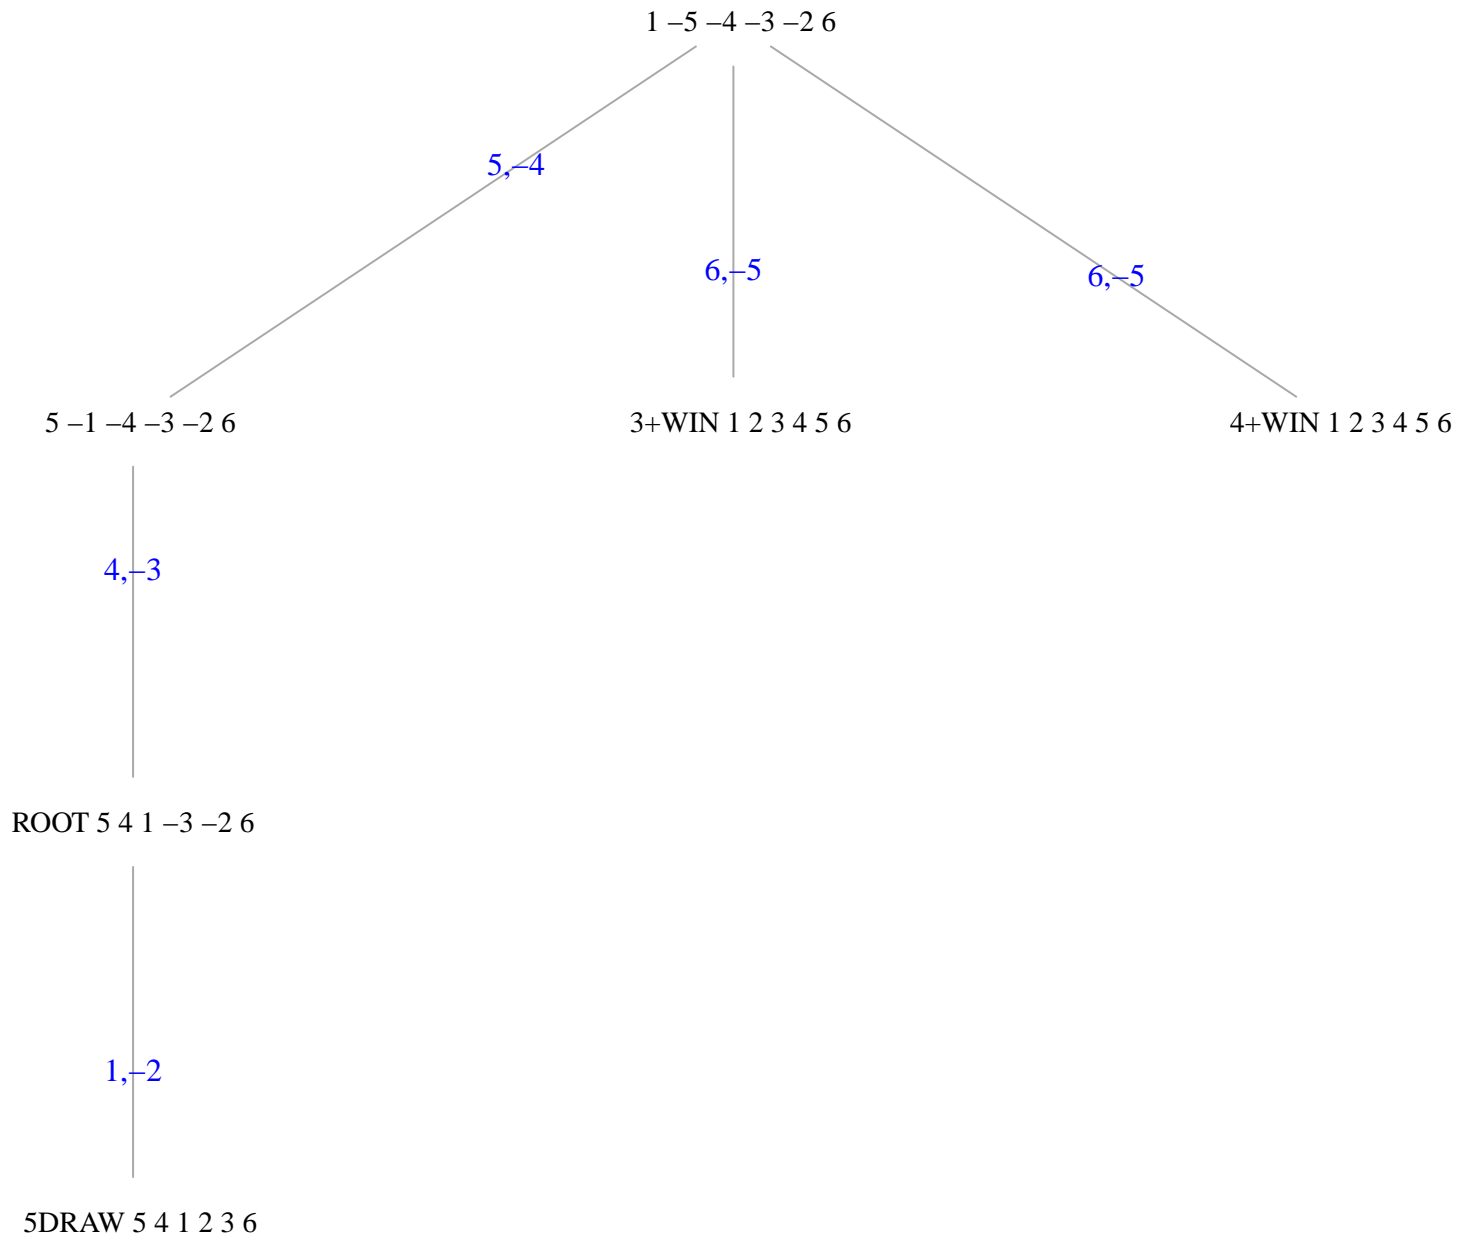 1 –5 –4 –3 –2 6
5,–4
6,–5
6,–5
5 –1 –4 –3 –2 6
3+WIN 1 2 3 4 5 6
4+WIN 1 2 3 4 5 6
4,–3
ROOT 5 4 1 –3 –2 6
1,–2
5DRAW 5 4 1 2 3 6